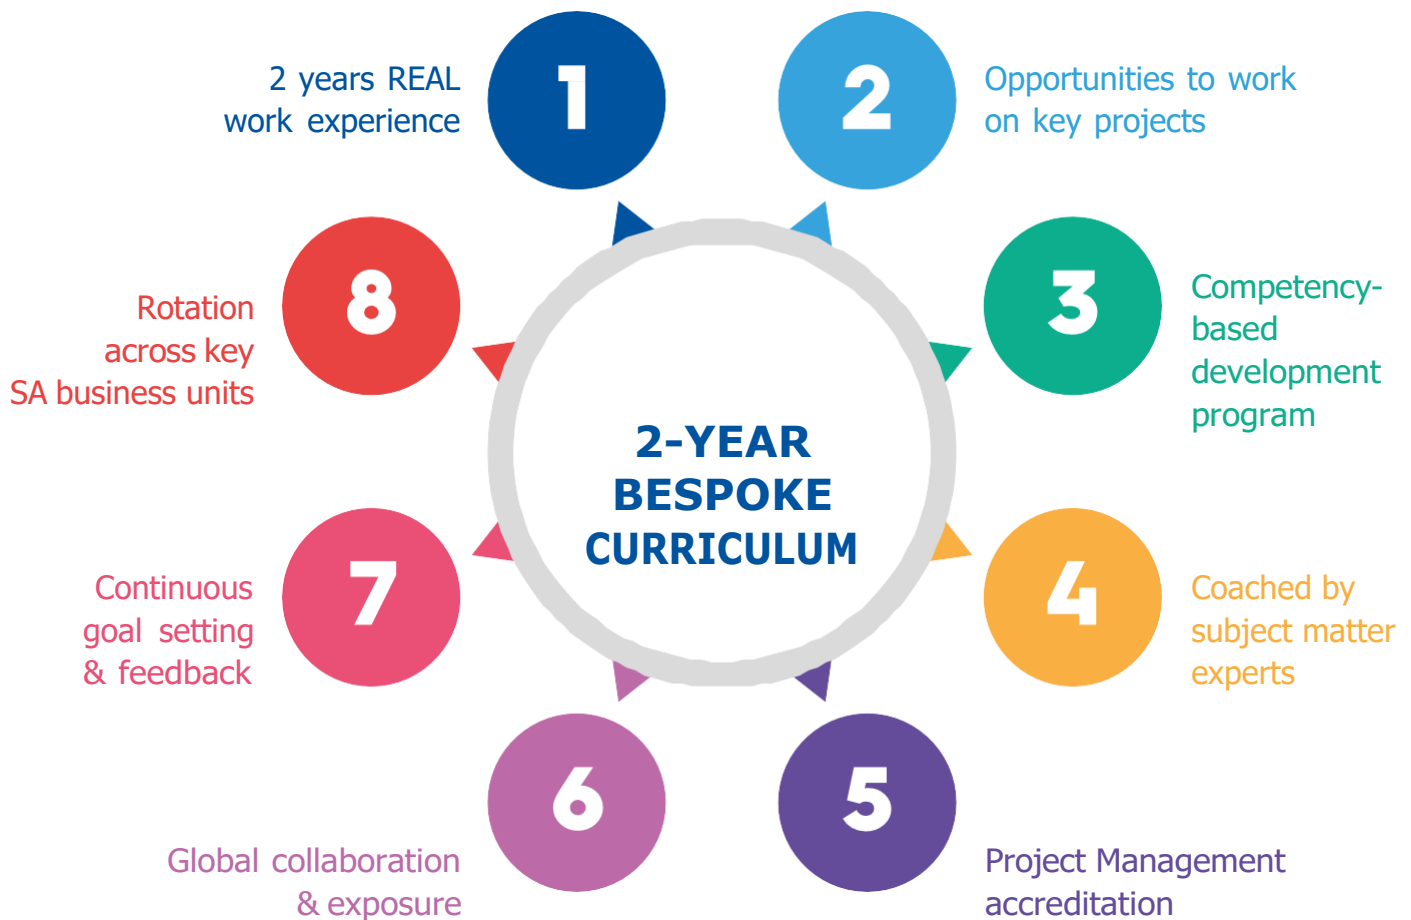 1
2 years REAL
work experience
2
Opportunities to work
on key projects
3
Competency-
based
development
program
4
Coached by
subject matter
experts
5
Project Management
accreditation
6
Global collaboration
& exposure
7
Continuous
goal setting
& feedback
8
Rotation
across key
SA business units
2-YEAR
BESPOKE
CURRICULUM